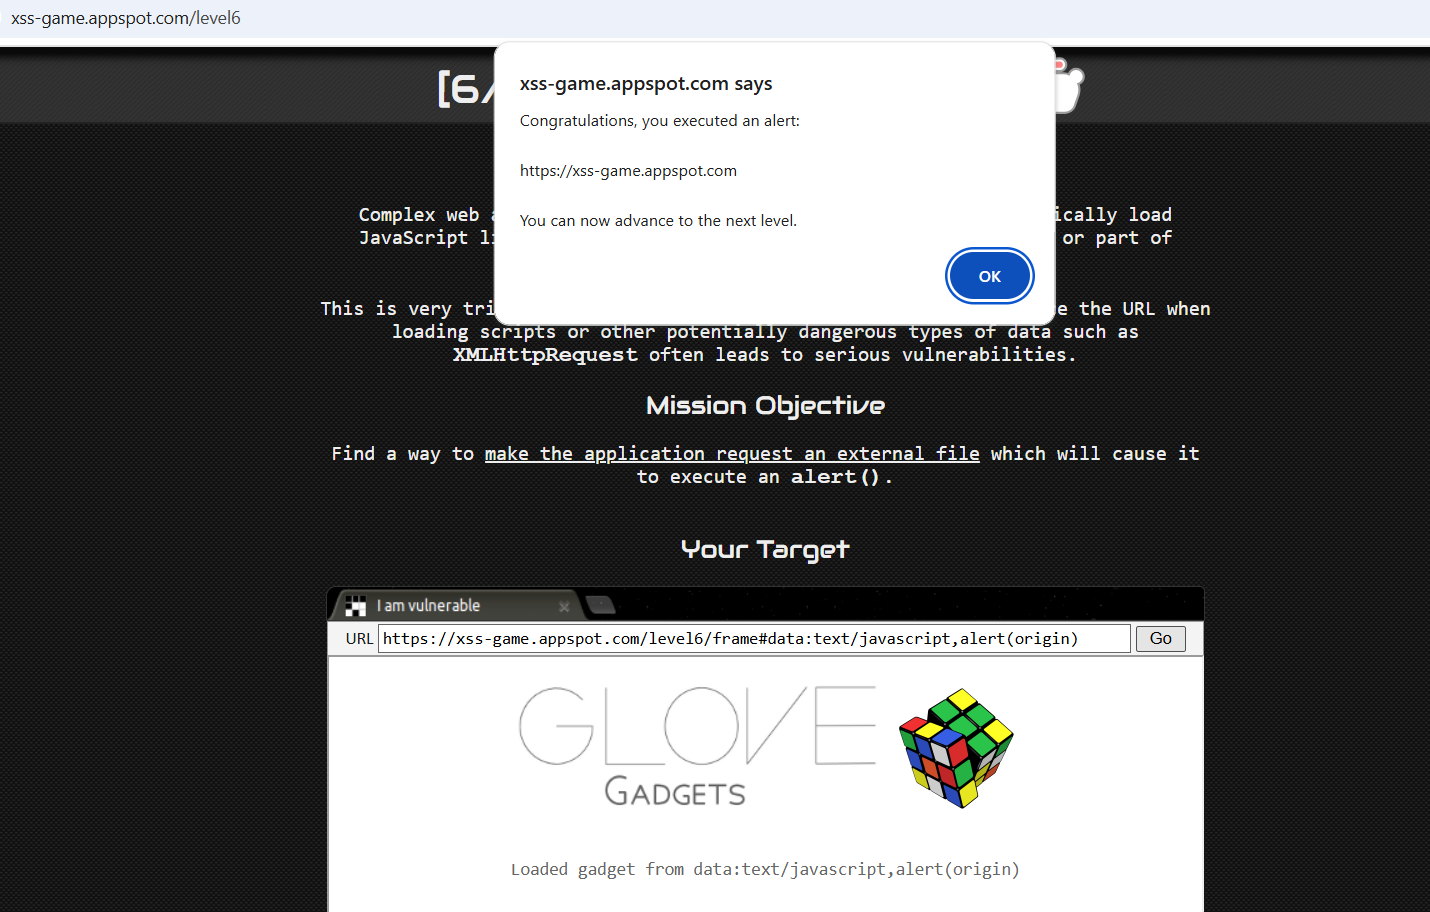 xss-game.appspot.com/level6
[6/
xss-game.appspot.com says
Congratulations, you executed an alert:
https://xss-game.appspot.com
You can now advance to the next level.
OK
Complex web ically load
JavaScript or part of
This is very e the URL when
loading scripts or other potentially dangerous types of data such as
XMLHttpRequest often leads to serious vulnerabilities.
Mission Objective
Find a way to make the application request an external file which will cause it
to execute an alert().
Your Target
I am vulnerable
URL https://xss-game.appspot.com/level6/frame#data:text/javascript,alert(origin) Go
GLOVE
GADGETS
Loaded gadget from data:text/javascript,alert(origin)